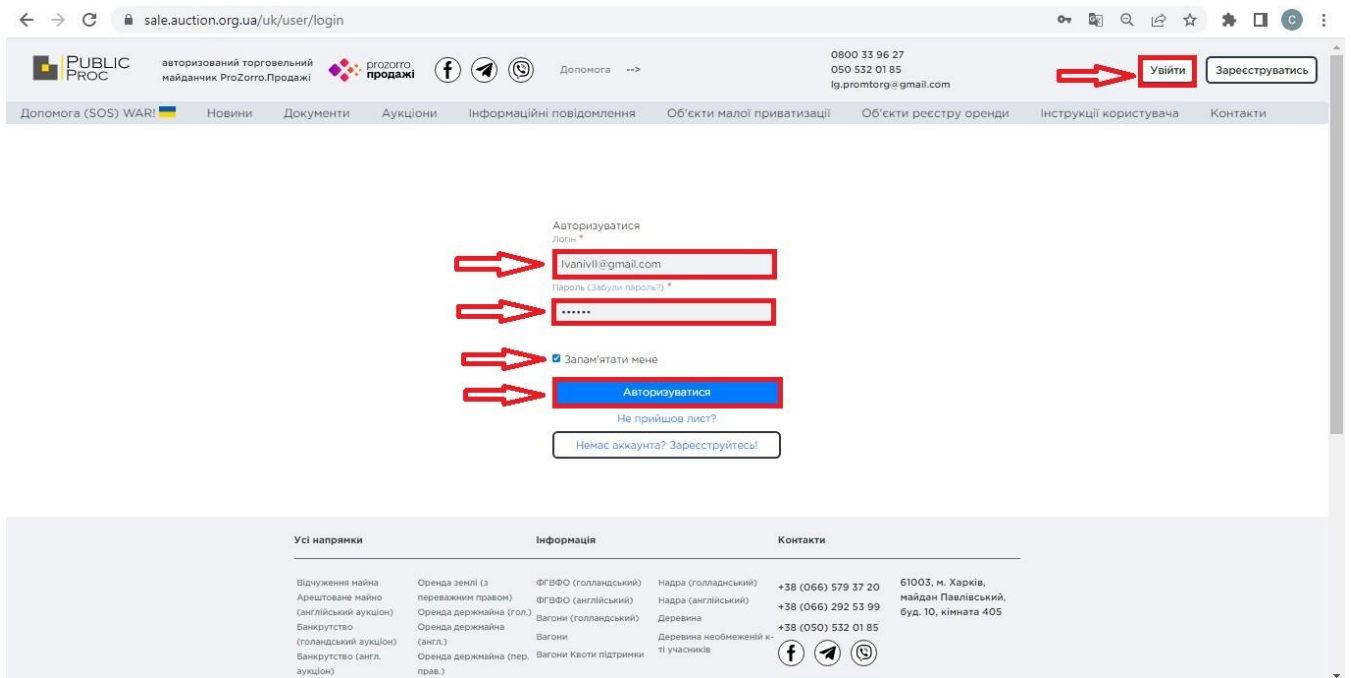 sale.auction.org.ua/uk/user/login
C
PUBLIC
PROC
авторизований торговельний
майданчик ProZorro.Продажі
prozorro
продажі
Допомога -->
0800 33 96 27
050 532 01 85
lg.promtorg@gmail.com
Увійти
Зареєструватись
Допомога (SOS) WAR!
Новини
Документи
Аукціони
Інформаційні повідомлення
Об'єкти малої приватизації
Об'єкти реєстру оренди
Інструкції користувача
Контакти
Авторизуватися
Логін *
IvanivII@gmail.com
Пароль (Забули пароль?) *
••••••
Запам'ятати мене
Авторизуватися
Не прийшов лист?
Немає аккаунта? Зареєструйтесь!
Усі напрямки
Відчуження майна
Арештоване майно
(англійський аукціон)
Банкрутство
(голандський аукціон)
Банкрутство (англ.
аукціон)
Оренда землі (з
переважним правом)
Оренда держмайна (гол.)
Оренда держмайна
(англ.)
Оренда держмайна (пер.
прав.)
Інформація
ФГВФО (голландський)
ФГВФО (англійський)
Вагони (голландський)
Вагони
Вагони Квоти підтримки
Надра (голладнський)
Надра (англійський)
Деревина
Деревина необмеженій к-
ті учасників
Контакти
+38 (066) 579 37 20
+38 (066) 292 53 99
+38 (050) 532 01 85
61003, м. Харків,
майдан Павлівський,
буд. 10, кімната 405